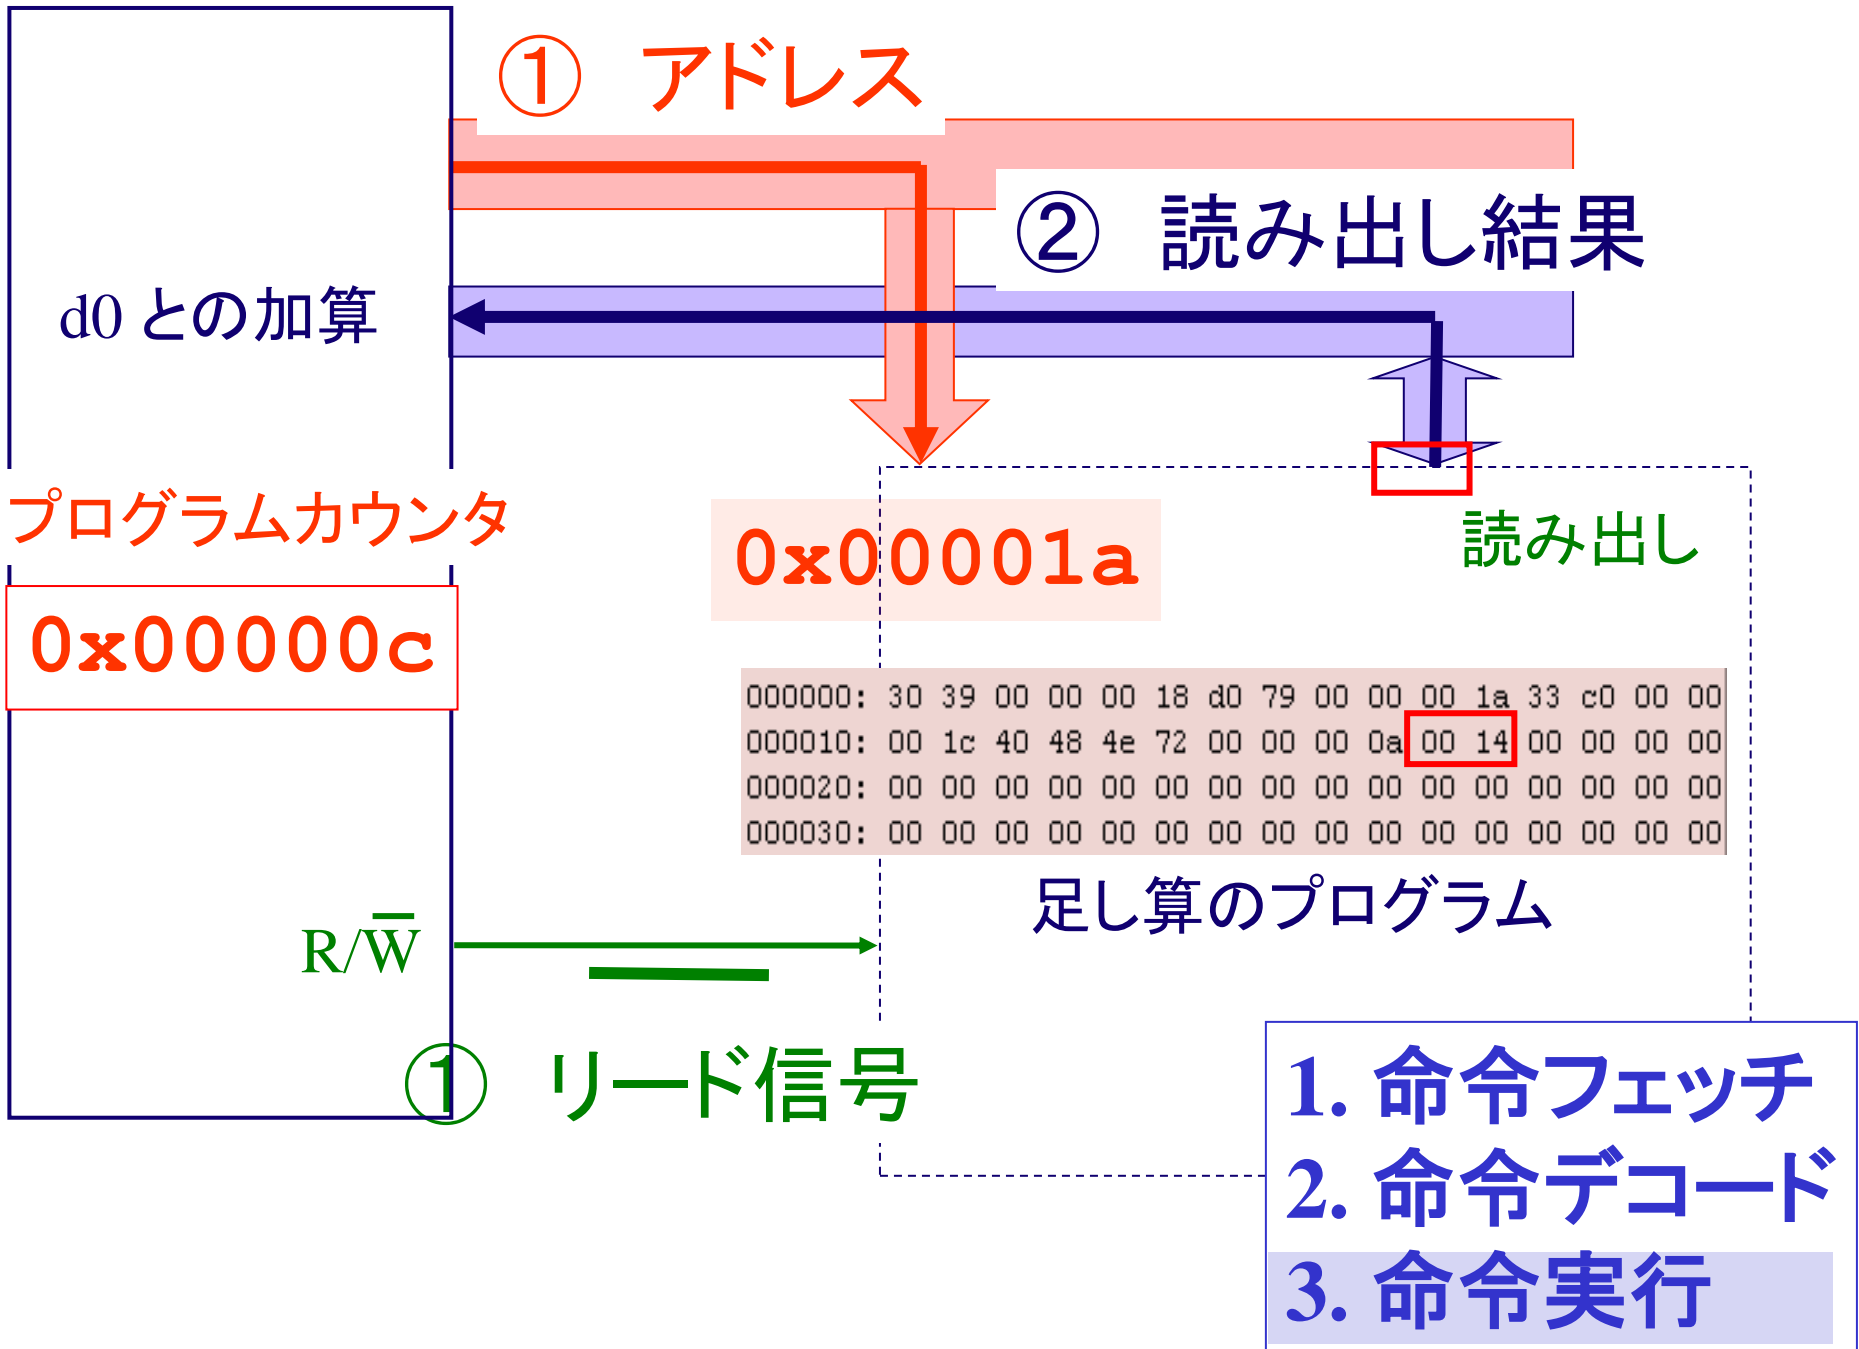 ① アドレス
② 読み出し結果
d0 との加算
プログラムカウンタ
0x00000c
0x00001a
読み出し
000000: 30 39 00 00 00 18 d0 79 00 00 00 1a 33 c0 00 00
000010: 00 1c 40 48 4e 72 00 00 00 0a 00 14 00 00 00 00
000020: 00 00 00 00 00 00 00 00 00 00 00 00 00 00 00 00
000030: 00 00 00 00 00 00 00 00 00 00 00 00 00 00 00 00
足し算のプログラム
R/W̅
① リード信号
1. 命令フェッチ
2. 命令デコード
3. 命令実行